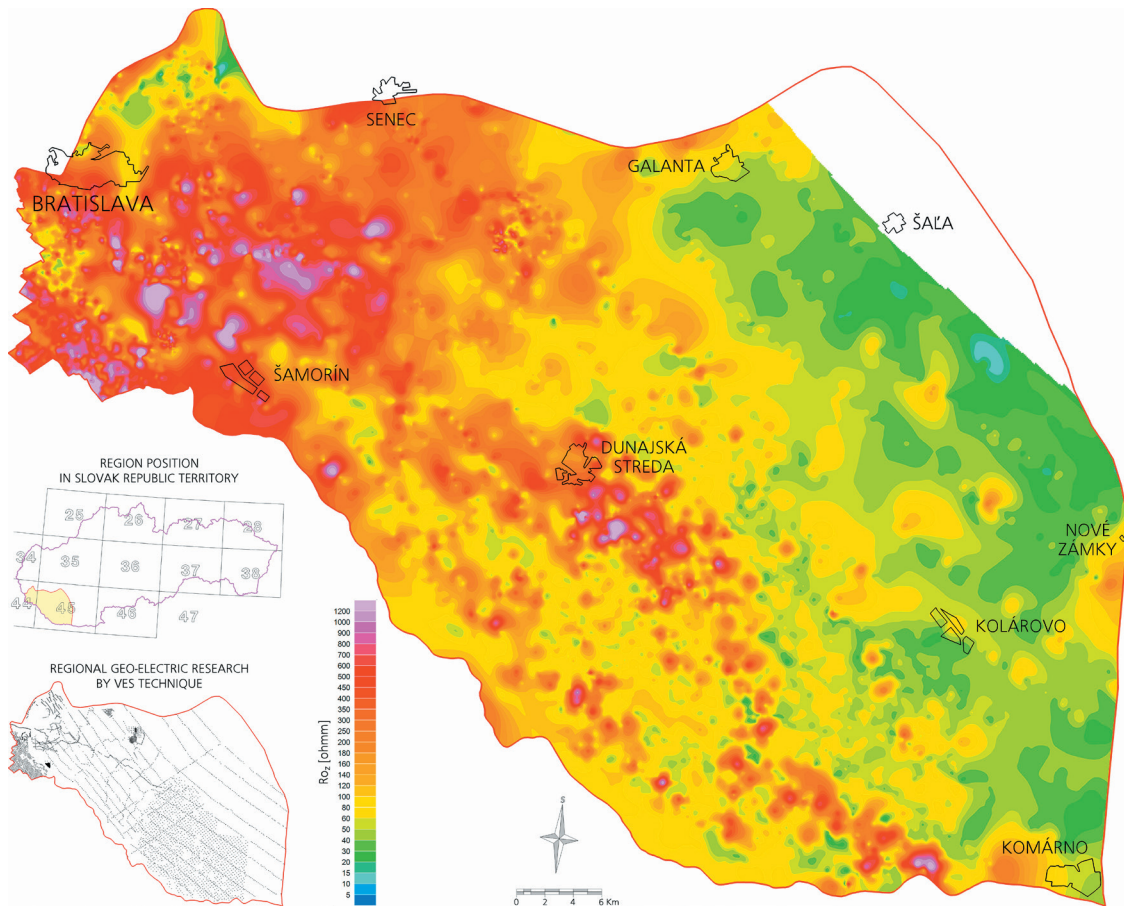 SENEC
GALANTA
BRATISLAVA
ŠAĽA
ŠAMORÍN
DUNAJSKÁ
STREDA
REGION POSITION
IN SLOVAK REPUBLIC TERRITORY
25
26
27
28
34
35
36
37
38
44
45
46
47
NOVÉ
ZÁMKY
KOLÁROVO
REGIONAL GEO-ELECTRIC RESEARCH
BY VES TECHNIQUE
Ro z [ohmm]
1200
1000
900
800
700
600
500
450
400
350
300
250
200
180
160
140
120
100
80
60
50
40
30
20
15
10
5
S
0 2 4 6 Km
KOMÁRNO